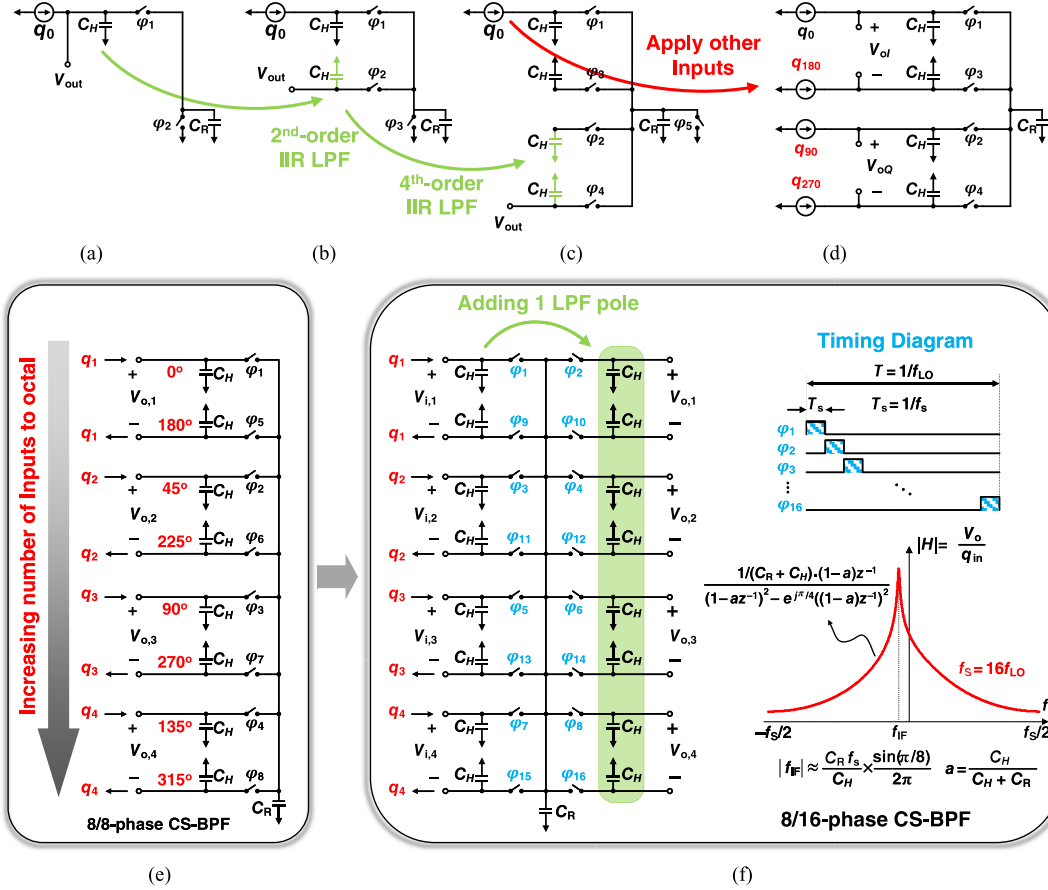 q0
CH
φ1
Vout
φ2
CR
(a)
2nd-order
IIR LPF
q0
CH
φ1
Vout
CH
φ2
φ3
CR
(b)
4th-order
IIR LPF
q0
CH
φ1
CH
φ3
CR
φ5
CH
φ2
CH
φ4
Vout
(c)
Apply other
Inputs
q0
+
VoI
−
CH
φ1
q180
CH
φ3
CR
q90
+
VoQ
−
CH
φ2
q270
CH
φ4
(d)
Increasing number of Inputs to octal
q1
+
0°
CH
φ1
Vo,1
q1
−
180°
CH
φ5
q2
+
45°
CH
φ2
Vo,2
q2
−
225°
CH
φ6
q3
+
90°
CH
φ3
Vo,3
q3
−
270°
CH
φ7
q4
+
135°
CH
φ4
Vo,4
q4
−
315°
CH
φ8
CR
8/8-phase CS-BPF
(e)
Adding 1 LPF pole
q1
+
CH
φ1
φ2
CH
+
Vi,1
Vo,1
q1
−
CH
φ9
φ10
CH
−
q2
+
CH
φ3
φ4
CH
+
Vi,2
Vo,2
q2
−
CH
φ11
φ12
CH
−
q3
+
CH
φ5
φ6
CH
+
Vi,3
Vo,3
q3
−
CH
φ13
φ14
CH
−
q4
+
CH
φ7
φ8
CH
+
Vi,4
Vo,4
q4
−
CH
φ15
φ16
CH
−
CR
Timing Diagram
T = 1/fLO
Ts
Ts = 1/fs
φ1
φ2
φ3
⋮
⋱
φ16
|H| = Vo/qin
1/(CR + CH).(1−a)z−1
(1−az−1)2 − e jπ/4((1−a)z−1)2
fS = 16fLO
f
−fS/2
fIF
fS/2
|fIF| ≈ CR fs/CH × sin(π/8)/2π a = CH/(CH + CR)
8/16-phase CS-BPF
(f)